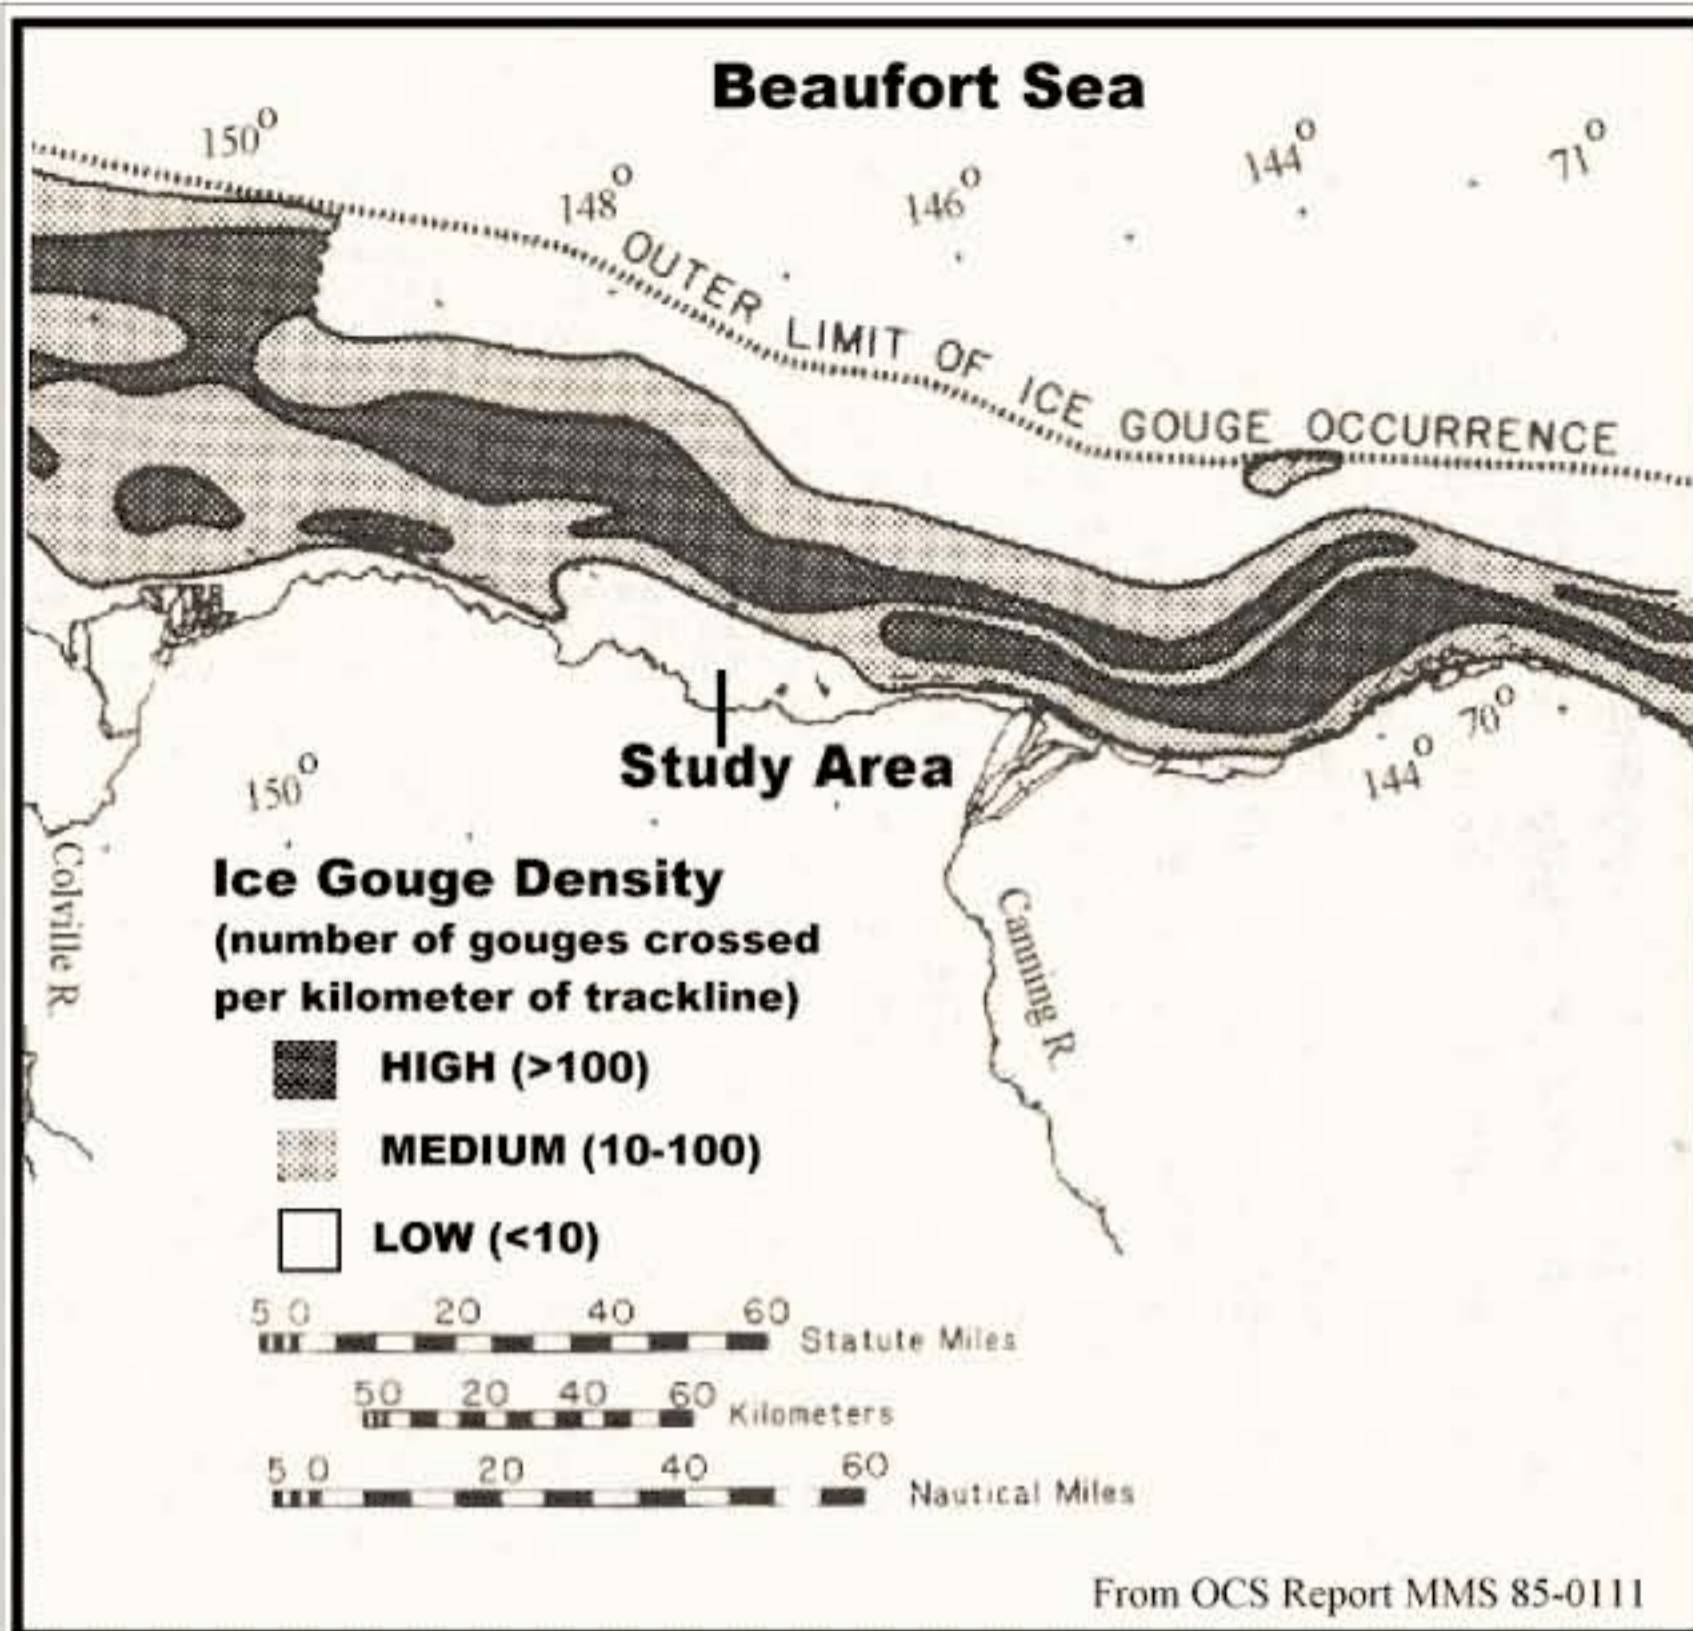 Beaufort Sea
150°
148°
146°
144°
71°
OUTER LIMIT OF ICE GOUGE OCCURRENCE
Study Area
150°
144°
70°
Colville R.
Canning R.
Ice Gouge Density
(number of gouges crossed
per kilometer of trackline)
HIGH (>100)
MEDIUM (10-100)
LOW (<10)
5 0 20 40 60
Statute Miles
50 20 40 60
Kilometers
5 0 20 40 60
Nautical Miles
From OCS Report MMS 85-0111